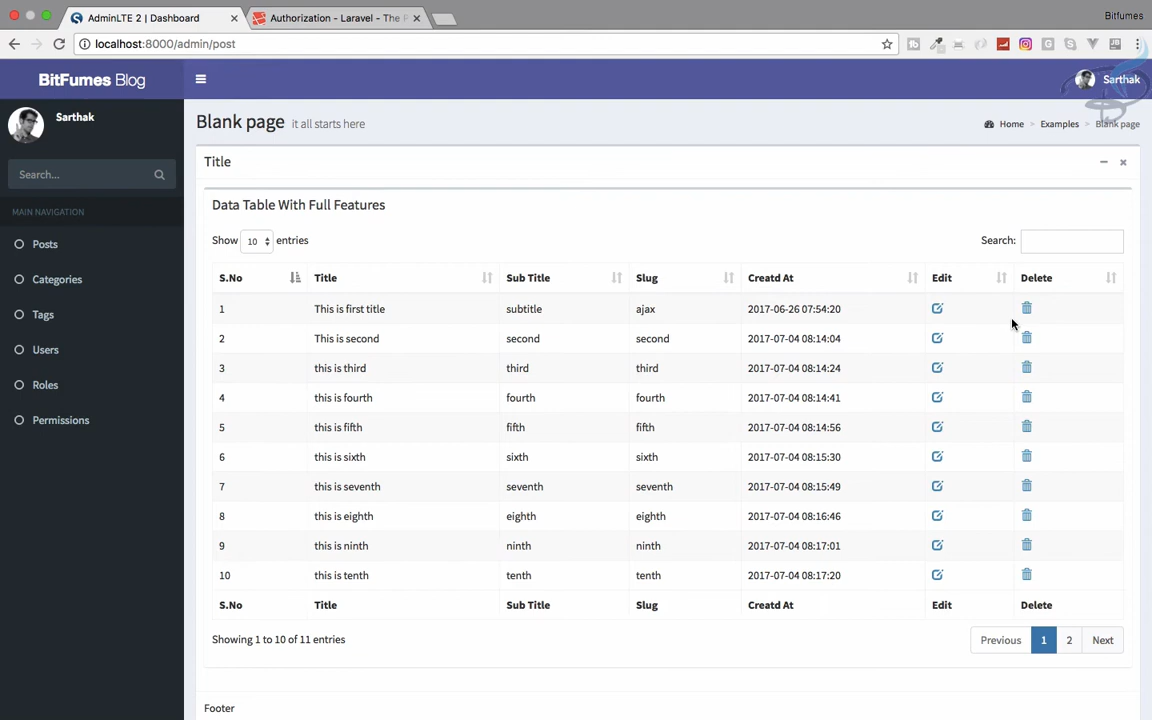 Bitfumes
AdminLTE 2 | Dashboard
Authorization - Laravel - The P
localhost:8000/admin/post
BitFumes Blog
Sarthak
Sarthak
Blank page it all starts here
Home > Examples > Blank page
Search...
Title
MAIN NAVIGATION
Posts
Categories
Tags
Users
Roles
Permissions
Data Table With Full Features
Show 10 entries
Search:
S.No Title Sub Title Slug Creatd At Edit Delete
1 This is first title subtitle ajax 2017-06-26 07:54:20
2 This is second second second 2017-07-04 08:14:04
3 this is third third third 2017-07-04 08:14:24
4 this is fourth fourth fourth 2017-07-04 08:14:41
5 this is fifth fifth fifth 2017-07-04 08:14:56
6 this is sixth sixth sixth 2017-07-04 08:15:30
7 this is seventh seventh seventh 2017-07-04 08:15:49
8 this is eighth eighth eighth 2017-07-04 08:16:46
9 this is ninth ninth ninth 2017-07-04 08:17:01
10 this is tenth tenth tenth 2017-07-04 08:17:20
S.No Title Sub Title Slug Creatd At Edit Delete
Showing 1 to 10 of 11 entries
Previous 1 2 Next
Footer